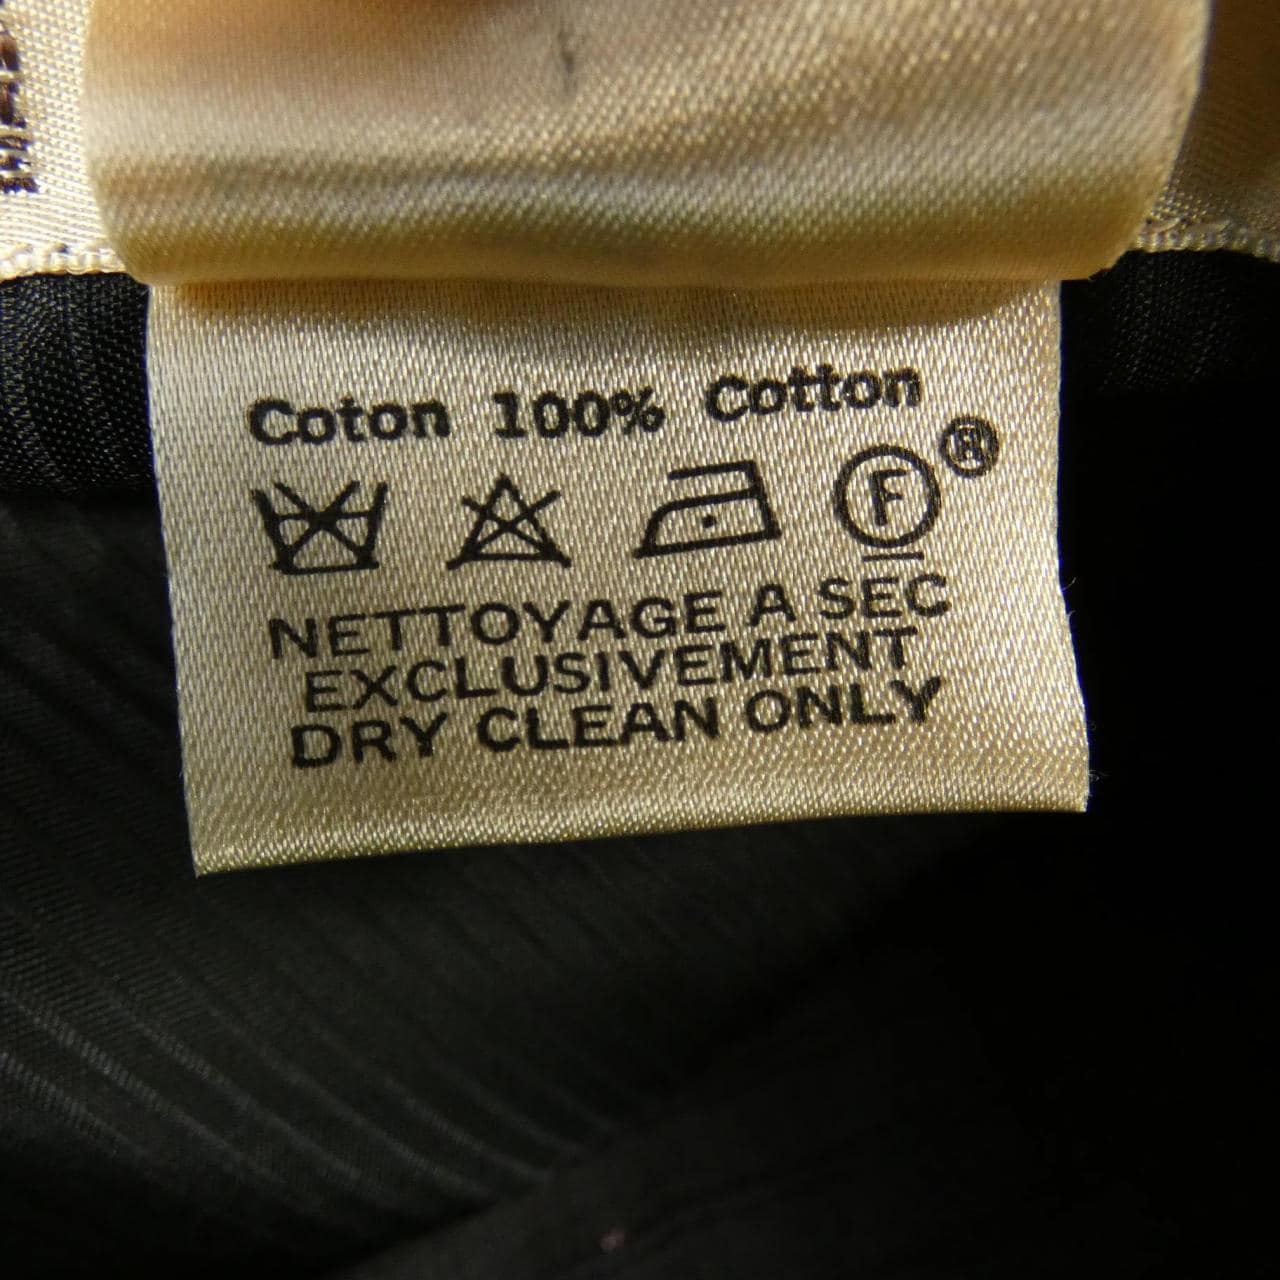 Coton 100% Cotton
F ®
NETTOYAGE A SEC
EXCLUSIVEMENT
DRY CLEAN ONLY